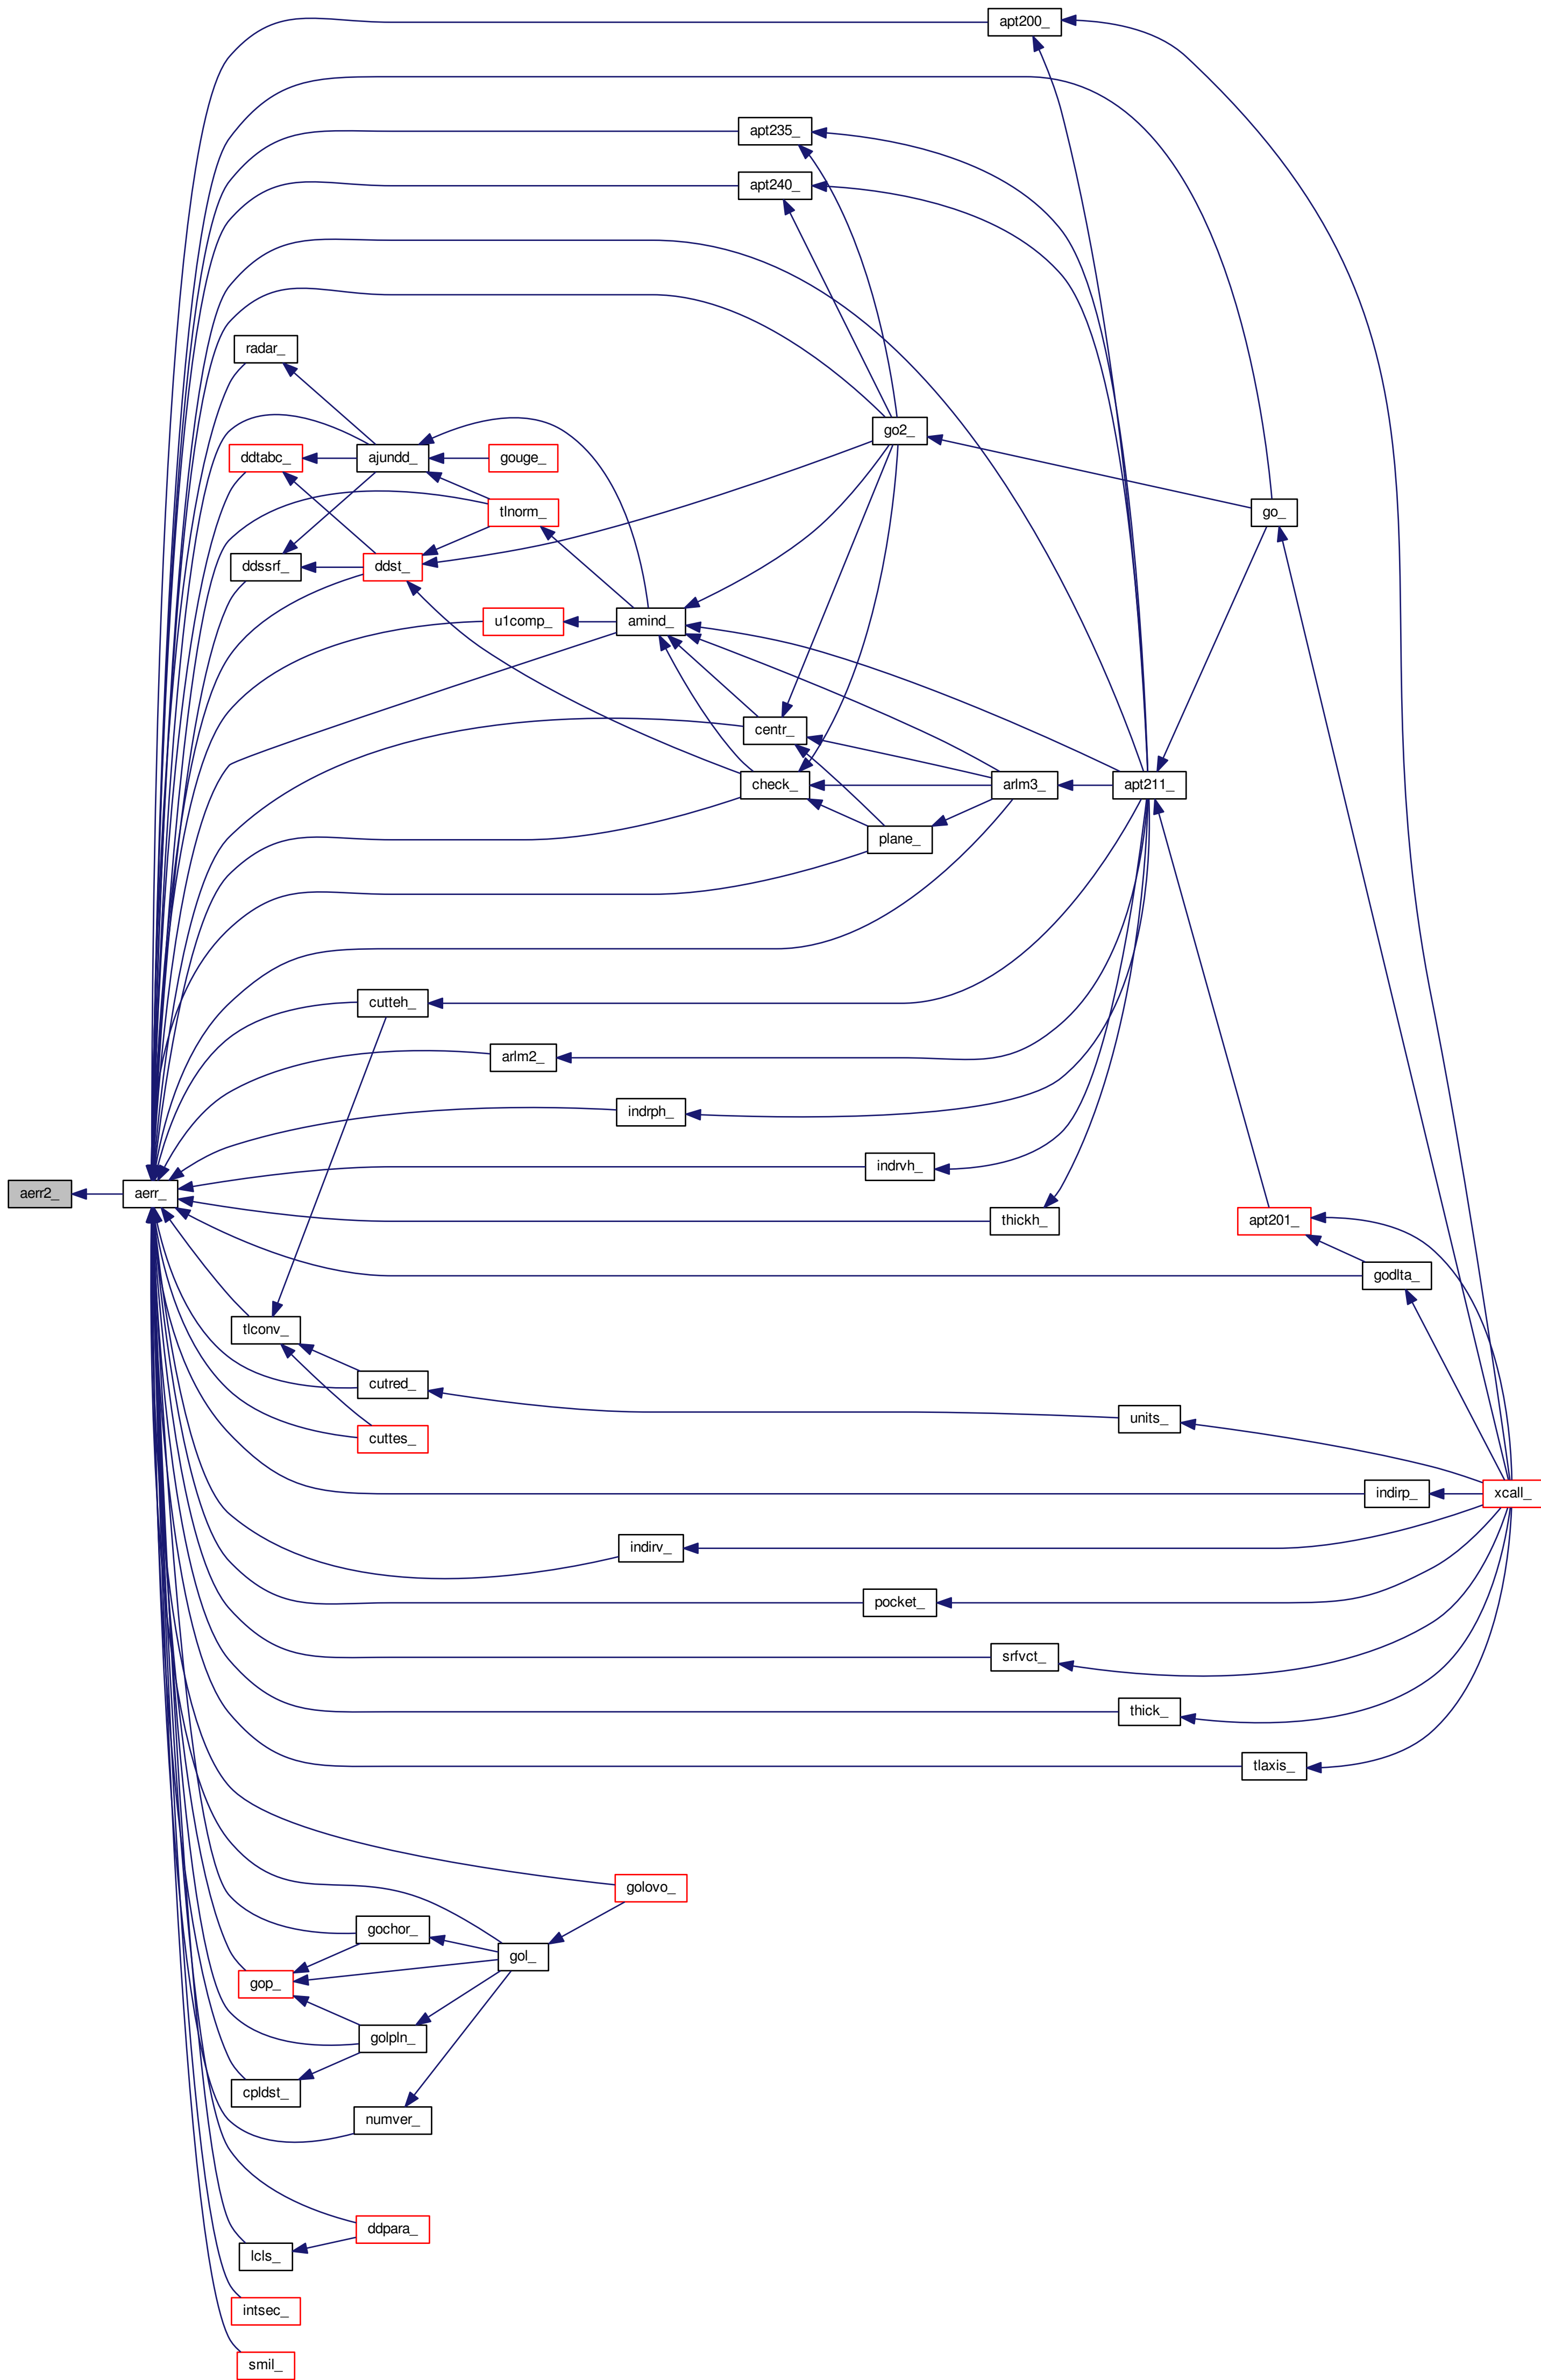 apt200_
apt235_
apt240_
radar_
go2_
ddtabc_
ajundd_
gouge_
tlnorm_
go_
ddssrf_
ddst_
u1comp_
amind_
centr_
check_
arlm3_
apt211_
plane_
cutteh_
arlm2_
indrph_
indrvh_
aerr2_
aerr_
thickh_
apt201_
godlta_
tlconv_
cutred_
units_
cuttes_
indirp_
xcall_
indirv_
pocket_
srfvct_
thick_
tlaxis_
golovo_
gochor_
gol_
gop_
golpln_
cpldst_
numver_
ddpara_
lcls_
intsec_
smil_